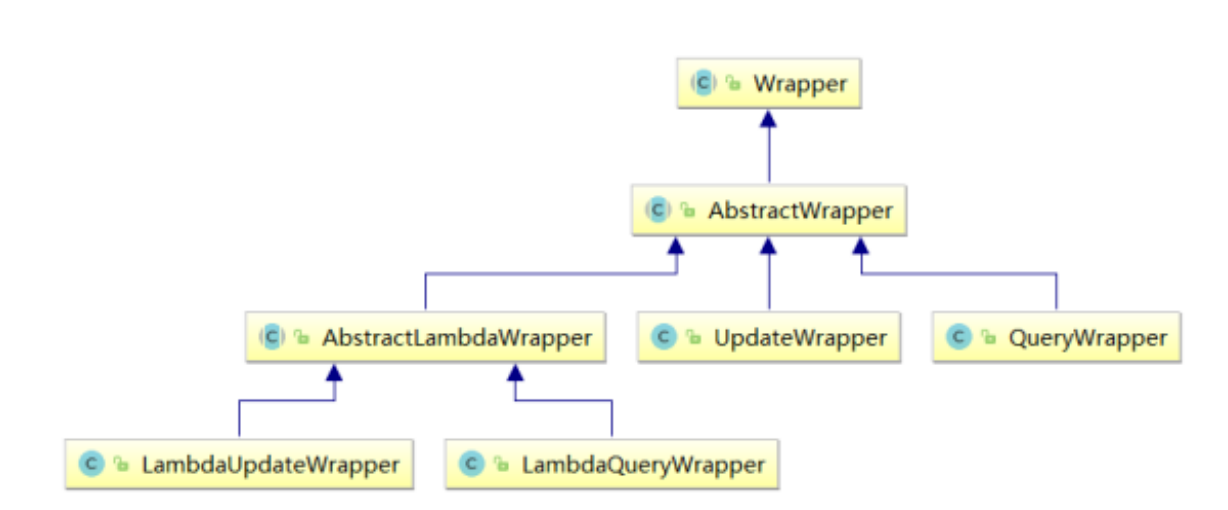 Wrapper
AbstractWrapper
AbstractLambdaWrapper
UpdateWrapper
QueryWrapper
LambdaUpdateWrapper
LambdaQueryWrapper